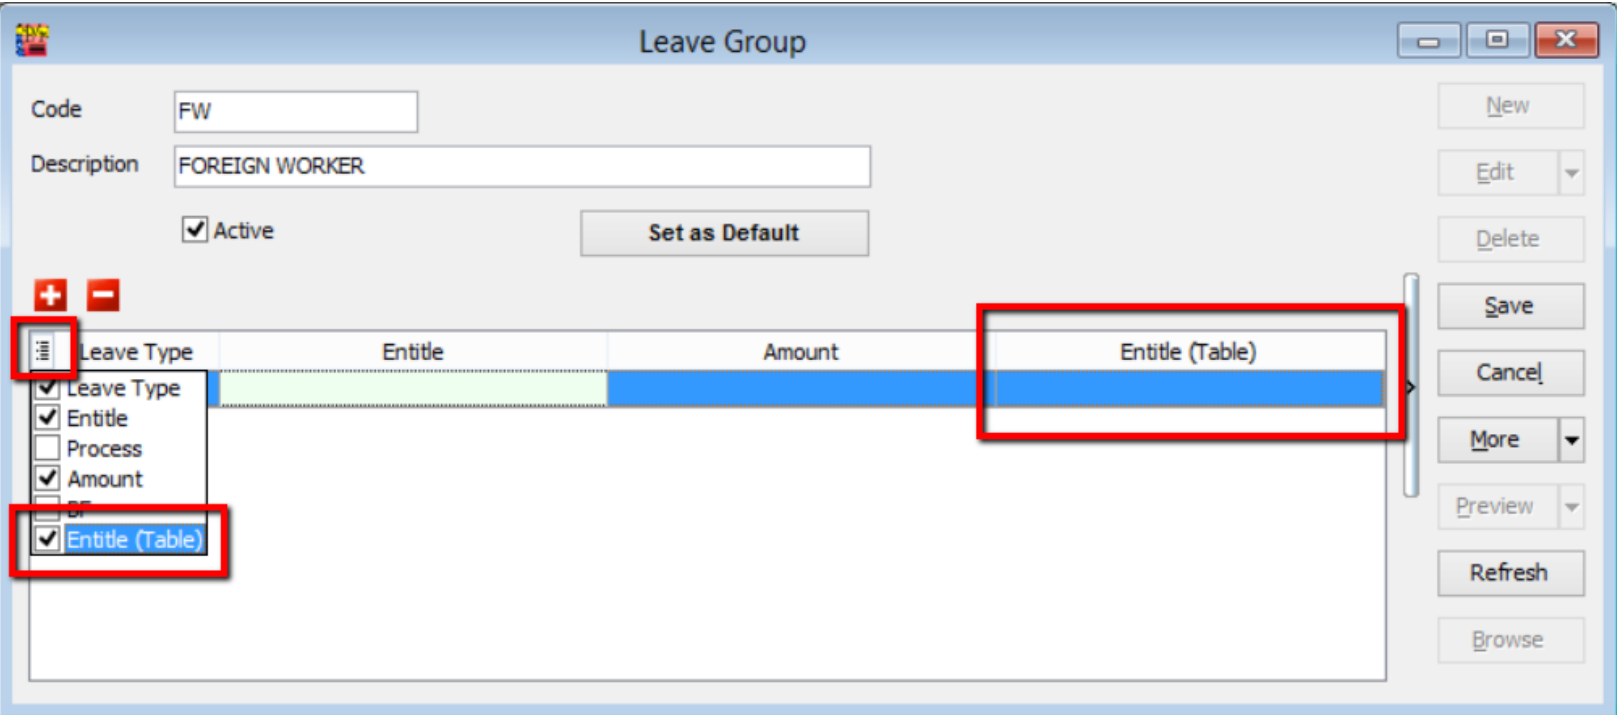 Leave Group
Code FW
Description FOREIGN WORKER
Active
Set as Default
Leave Type Entitle Amount Entitle (Table)
Leave Type
Entitle
Process
Amount
Entitle (Table)
New
Edit
Delete
Save
Cancel
More
Preview
Refresh
Browse